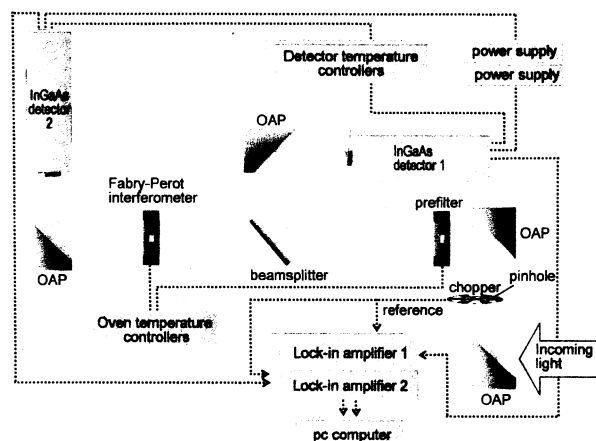 Detector temperature
controllers
power supply
power supply
InGaAs
detector
2
OAP
InGaAs
detector 1
Fabry-Perot
interferometer
prefilter
OAP
OAP
beamsplitter
chopper
pinhole
reference
Oven temperature
controllers
Lock-in amplifier 1
Incoming
light
Lock-in amplifier 2
OAP
pc computer